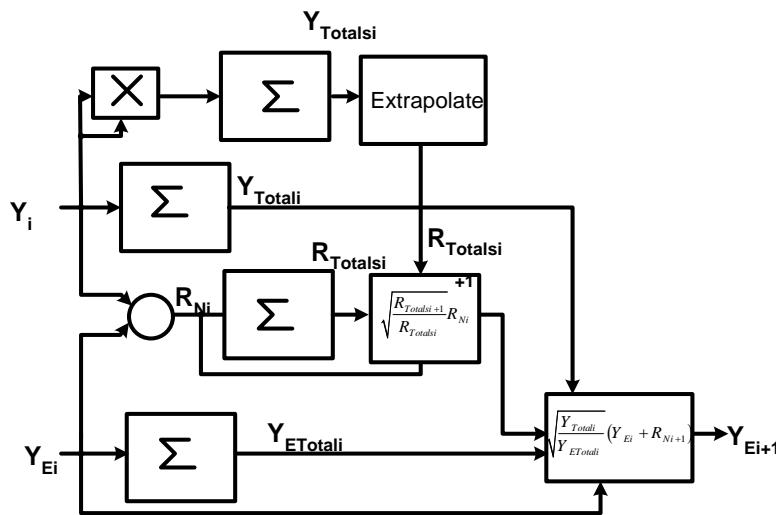 Y_Totalsi
×
Σ
Extrapolate
Σ
Y_Totali
Y_i
R_Totalsi
R_Totalsi
+1
R_Ni
Σ
√(R_Totalsi+1 / R_Totalsi) R_Ni
Σ
Y_ETotali
Y_Ei
√(Y_Totali / Y_ETotali) (Y_Ei + R_Ni+1)
Y_Ei+1